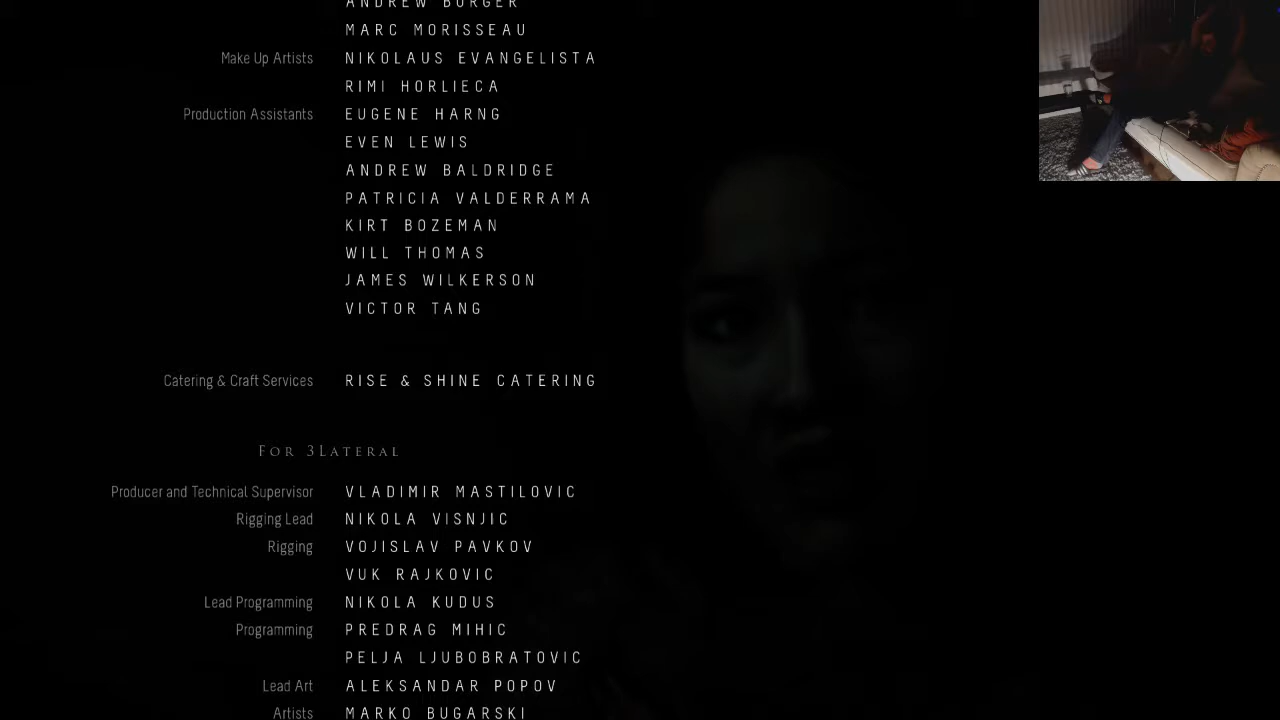 ANDREW BURGER
MARC MORISSEAU
Make Up Artists NIKOLAUS EVANGELISTA
RIMI HORLIECA
Production Assistants EUGENE HARNG
EVEN LEWIS
ANDREW BALDRIDGE
PATRICIA VALDERRAMA
KIRT BOZEMAN
WILL THOMAS
JAMES WILKERSON
VICTOR TANG
Catering & Craft Services RISE & SHINE CATERING
FOR 3LATERAL
Producer and Technical Supervisor VLADIMIR MASTILOVIC
Rigging Lead NIKOLA VISNJIC
Rigging VOJISLAV PAVKOV
VUK RAJKOVIC
Lead Programming NIKOLA KUDUS
Programming PREDRAG MIHIC
PELJA LJUBOBRATOVIC
Lead Art ALEKSANDAR POPOV
Artists MARKO BUGARSKI